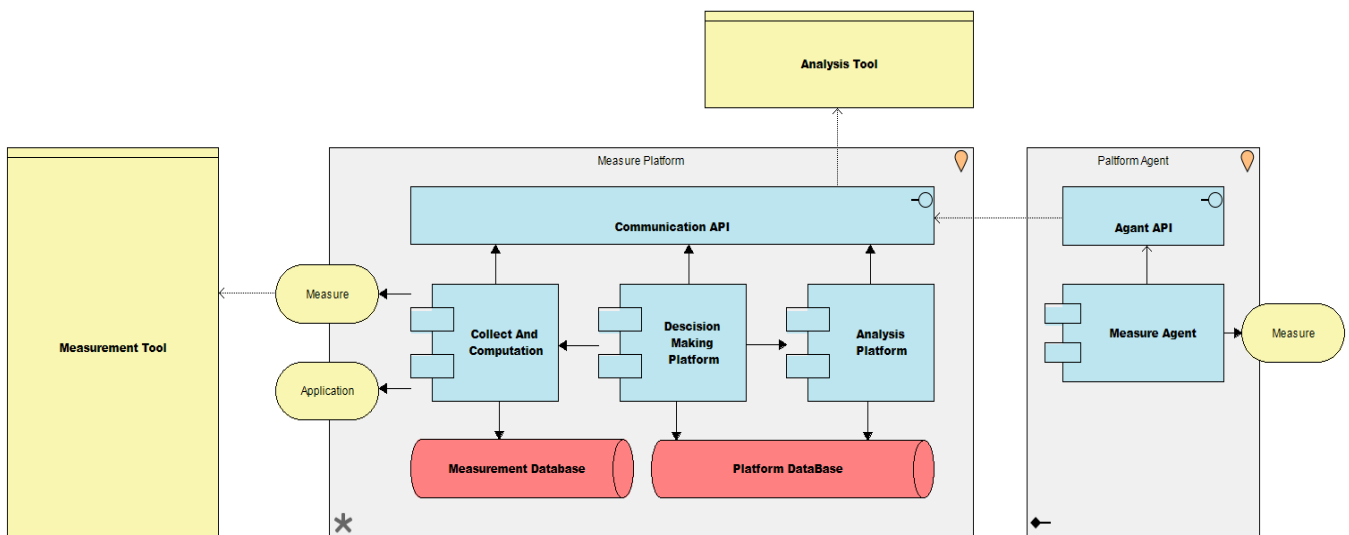 Analysis Tool
Measurement Tool
Measure Platform
Communication API
Measure
Application
Collect And
Computation
Descision
Making
Platform
Analysis
Platform
Measurement Database
Platform DataBase
Paltform Agent
Agant API
Measure Agent
Measure